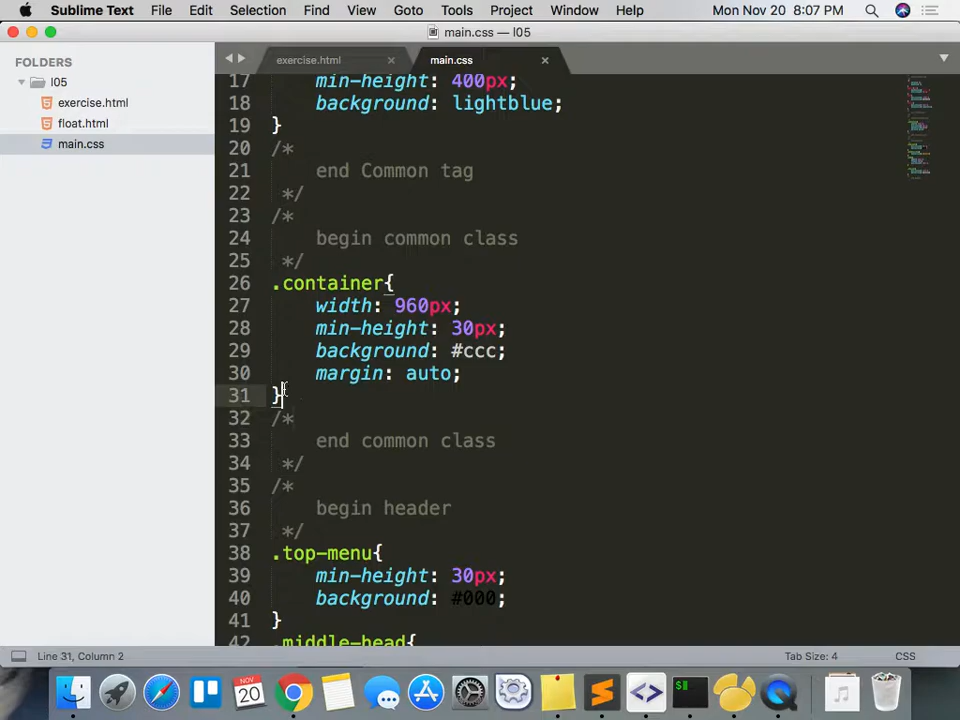 Sublime Text File Edit Selection Find View Goto Tools Project Window Help Mon Nov 20 8:07 PM
main.css — l05
FOLDERS
l05
exercise.html
float.html
main.css
exercise.html × main.css ×
17 min-height: 400px;
18 background: lightblue;
19 }
20 /*
21 end Common tag
22 */
23 /*
24 begin common class
25 */
26 .container{
27 width: 960px;
28 min-height: 30px;
29 background: #ccc;
30 margin: auto;
31 }
32 /*
33 end common class
34 */
35 /*
36 begin header
37 */
38 .top-menu{
39 min-height: 30px;
40 background: #000;
41 }
42 .middle-head{
Line 31, Column 2 Tab Size: 4 CSS
NOV
20